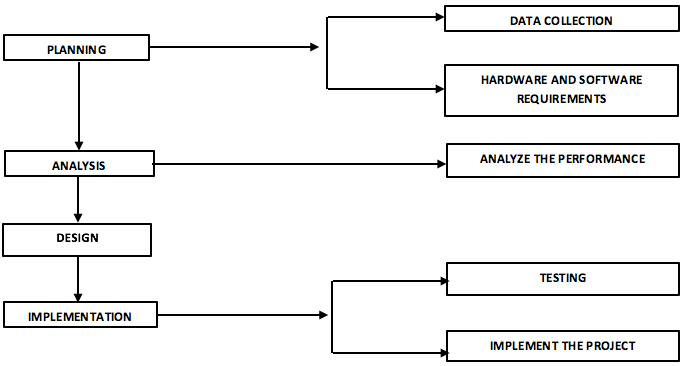 DATA COLLECTION
PLANNING
HARDWARE AND SOFTWARE
REQUIREMENTS
ANALYSIS
ANALYZE THE PERFORMANCE
DESIGN
TESTING
IMPLEMENTATION
IMPLEMENT THE PROJECT